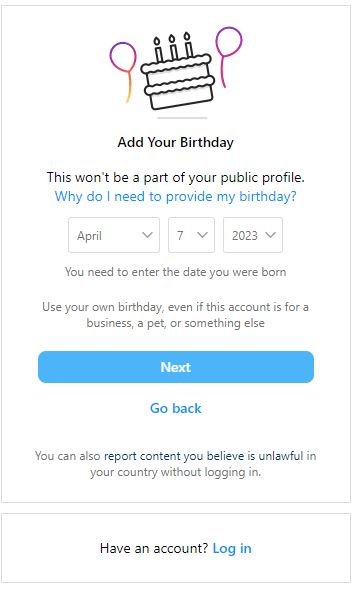 Add Your Birthday
This won't be a part of your public profile.
Why do I need to provide my birthday?
April 7 2023
You need to enter the date you were born
Use your own birthday, even if this account is for a
business, a pet, or something else
Next
Go back
You can also report content you believe is unlawful in
your country without logging in.
Have an account? Log in